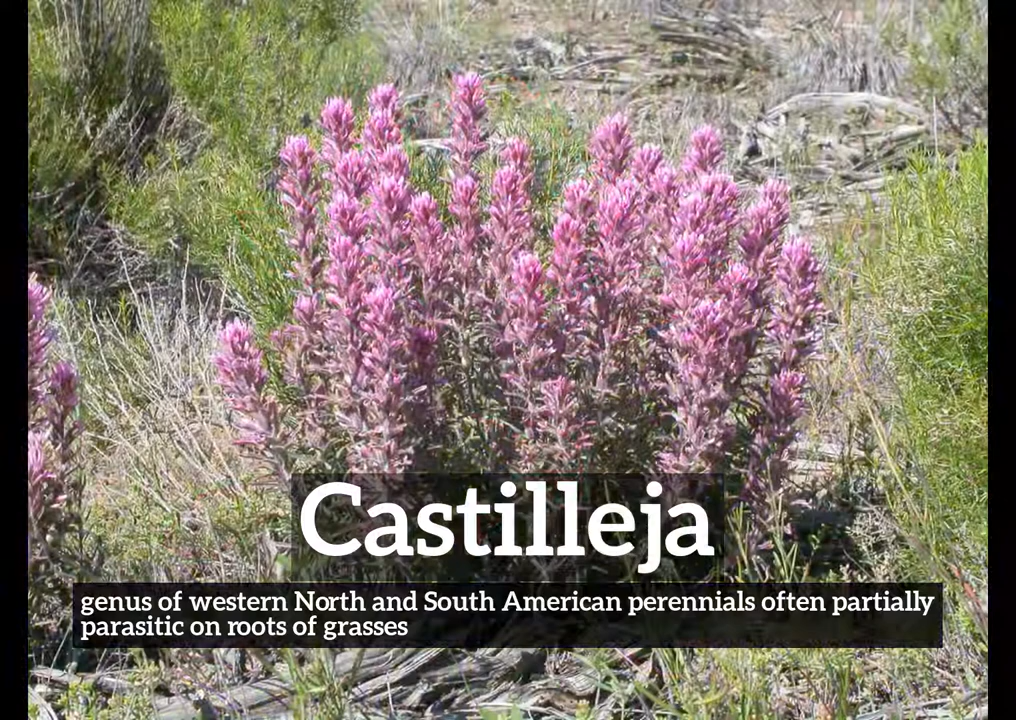 Castilleja
genus of western North and South American perennials often partially
parasitic on roots of grasses